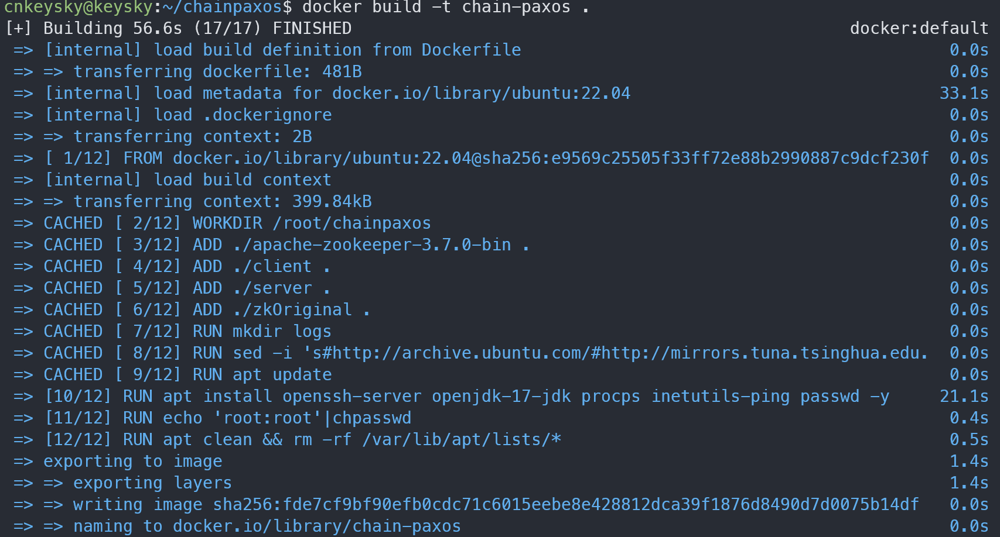 cnkeysky@keysky:~/chainpaxos$ docker build -t chain-paxos .
[+] Building 56.6s (17/17) FINISHED docker:default
=> [internal] load build definition from Dockerfile 0.0s
=> => transferring dockerfile: 481B 0.0s
=> [internal] load metadata for docker.io/library/ubuntu:22.04 33.1s
=> [internal] load .dockerignore 0.0s
=> => transferring context: 2B 0.0s
=> [ 1/12] FROM docker.io/library/ubuntu:22.04@sha256:e9569c25505f33ff72e88b2990887c9dcf230f 0.0s
=> [internal] load build context 0.0s
=> => transferring context: 399.84kB 0.0s
=> CACHED [ 2/12] WORKDIR /root/chainpaxos 0.0s
=> CACHED [ 3/12] ADD ./apache-zookeeper-3.7.0-bin . 0.0s
=> CACHED [ 4/12] ADD ./client . 0.0s
=> CACHED [ 5/12] ADD ./server . 0.0s
=> CACHED [ 6/12] ADD ./zkOriginal . 0.0s
=> CACHED [ 7/12] RUN mkdir logs 0.0s
=> CACHED [ 8/12] RUN sed -i 's#http://archive.ubuntu.com/#http://mirrors.tuna.tsinghua.edu. 0.0s
=> CACHED [ 9/12] RUN apt update 0.0s
=> [10/12] RUN apt install openssh-server openjdk-17-jdk procps inetutils-ping passwd -y 21.1s
=> [11/12] RUN echo 'root:root'|chpasswd 0.4s
=> [12/12] RUN apt clean && rm -rf /var/lib/apt/lists/* 0.5s
=> exporting to image 1.4s
=> => exporting layers 1.4s
=> => writing image sha256:fde7cf9bf90efb0cdc71c6015eebe8e428812dca39f1876d8490d7d0075b14df 0.0s
=> => naming to docker.io/library/chain-paxos 0.0s